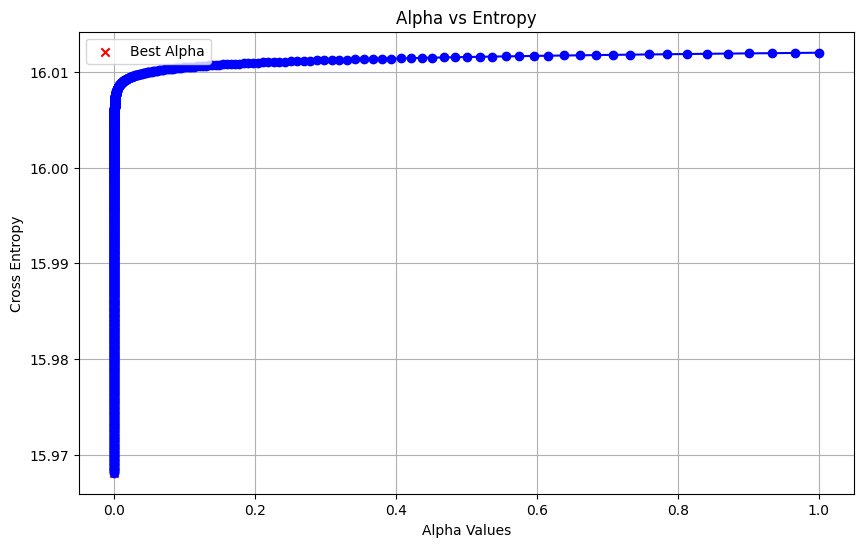 Alpha vs Entropy
Best Alpha
16.01
16.00
15.99
15.98
15.97
Cross Entropy
0.0 0.2 0.4 0.6 0.8 1.0
Alpha Values